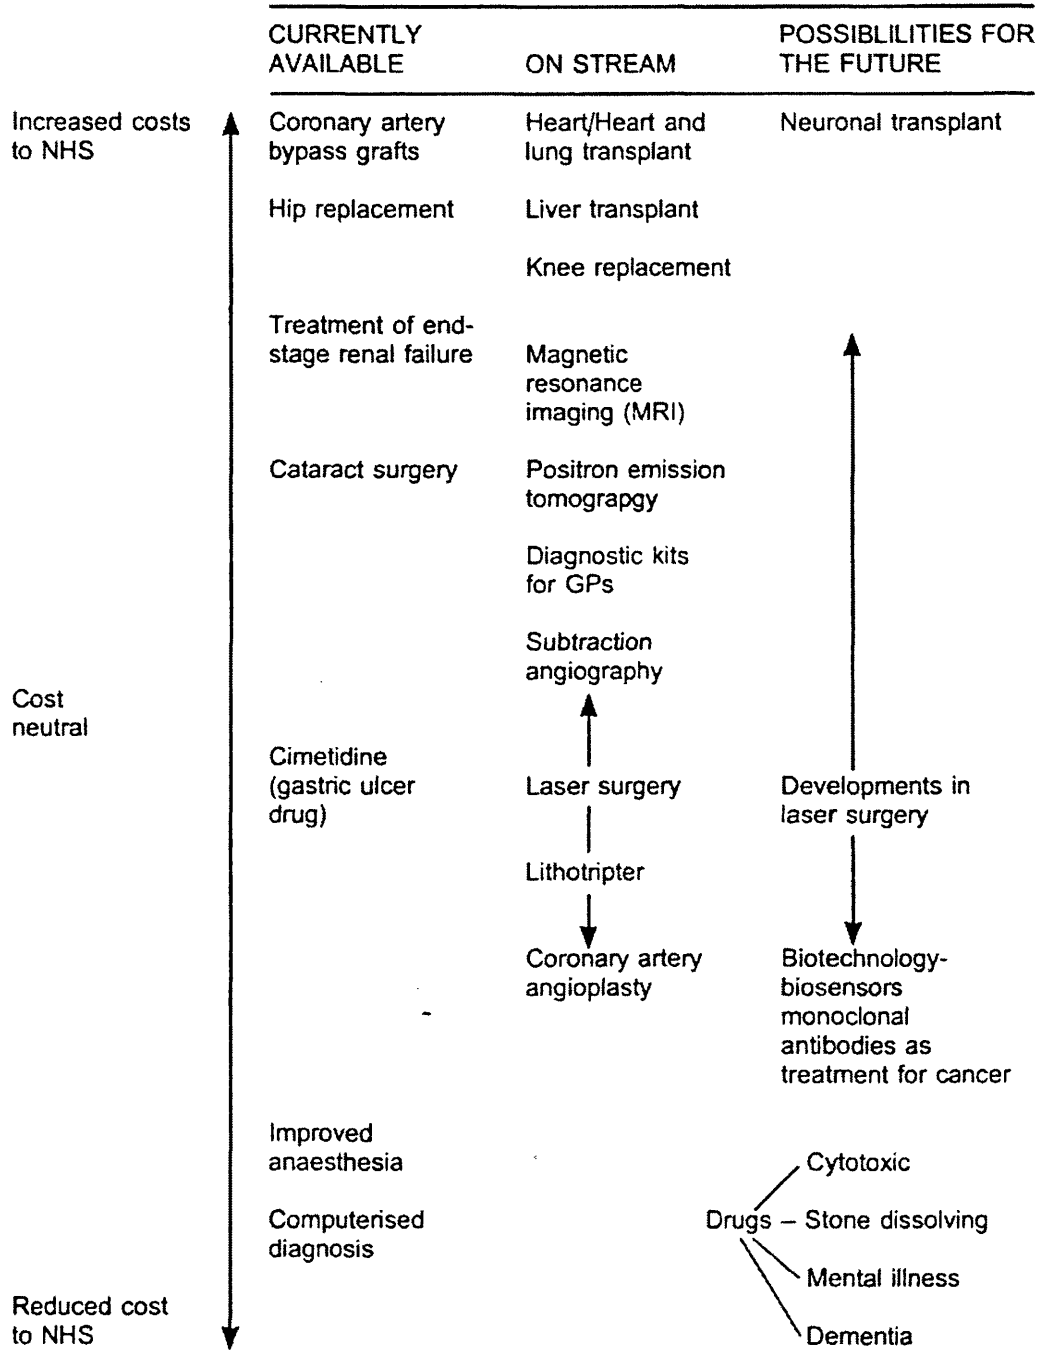 CURRENTLY
AVAILABLE
ON STREAM
POSSIBLILITIES FOR
THE FUTURE
Increased costs
to NHS
Coronary artery
bypass grafts
Heart/Heart and
lung transplant
Neuronal transplant
Hip replacement
Liver transplant
Knee replacement
Treatment of end-
stage renal failure
Magnetic
resonance
imaging (MRI)
Cataract surgery
Positron emission
tomograpgy
Diagnostic kits
for GPs
Subtraction
angiography
Cost
neutral
Cimetidine
(gastric ulcer
drug)
Laser surgery
Developments in
laser surgery
Lithotripter
Coronary artery
angioplasty
Biotechnology-
biosensors
monoclonal
antibodies as
treatment for cancer
Improved
anaesthesia
Cytotoxic
Computerised
diagnosis
Drugs – Stone dissolving
Mental illness
Reduced cost
to NHS
Dementia